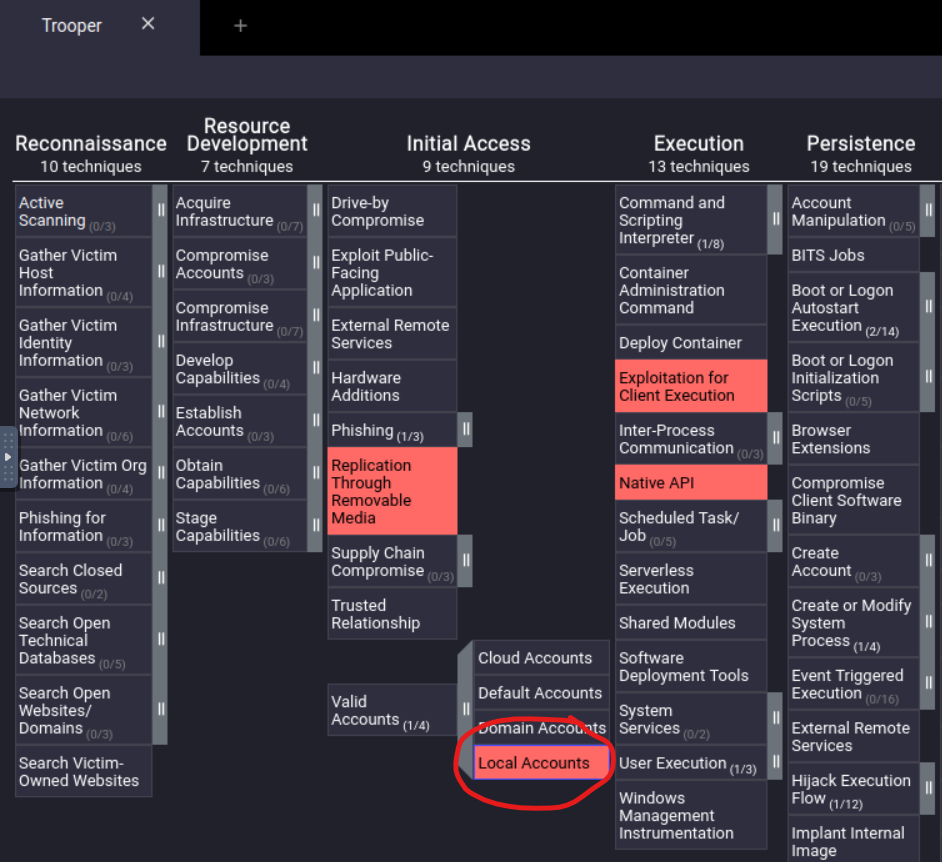 Trooper
Reconnaissance
10 techniques
Resource
Development
7 techniques
Initial Access
9 techniques
Execution
13 techniques
Persistence
19 techniques
Active
Scanning (0/3)
Gather Victim
Host
Information (0/4)
Gather Victim
Identity
Information (0/3)
Gather Victim
Network
Information (0/6)
Gather Victim Org
Information (0/4)
Phishing for
Information (0/3)
Search Closed
Sources (0/2)
Search Open
Technical
Databases (0/5)
Search Open
Websites/
Domains (0/3)
Search Victim-
Owned Websites
Acquire
Infrastructure (0/7)
Compromise
Accounts (0/3)
Compromise
Infrastructure (0/7)
Develop
Capabilities (0/4)
Establish
Accounts (0/3)
Obtain
Capabilities (0/6)
Stage
Capabilities (0/6)
Drive-by
Compromise
Exploit Public-
Facing
Application
External Remote
Services
Hardware
Additions
Phishing (1/3)
Replication
Through
Removable
Media
Supply Chain
Compromise (0/3)
Trusted
Relationship
Valid
Accounts (1/4)
Cloud Accounts
Default Accounts
Domain Accounts
Local Accounts
Command and
Scripting
Interpreter (1/8)
Container
Administration
Command
Deploy Container
Exploitation for
Client Execution
Inter-Process
Communication (0/3)
Native API
Scheduled Task/
Job (0/5)
Serverless
Execution
Shared Modules
Software
Deployment Tools
System
Services (0/2)
User Execution (1/3)
Windows
Management
Instrumentation
Account
Manipulation (0/5)
BITS Jobs
Boot or Logon
Autostart
Execution (2/14)
Boot or Logon
Initialization
Scripts (0/5)
Browser
Extensions
Compromise
Client Software
Binary
Create
Account (0/3)
Create or Modify
System
Process (1/4)
Event Triggered
Execution (0/16)
External Remote
Services
Hijack Execution
Flow (1/12)
Implant Internal
Image